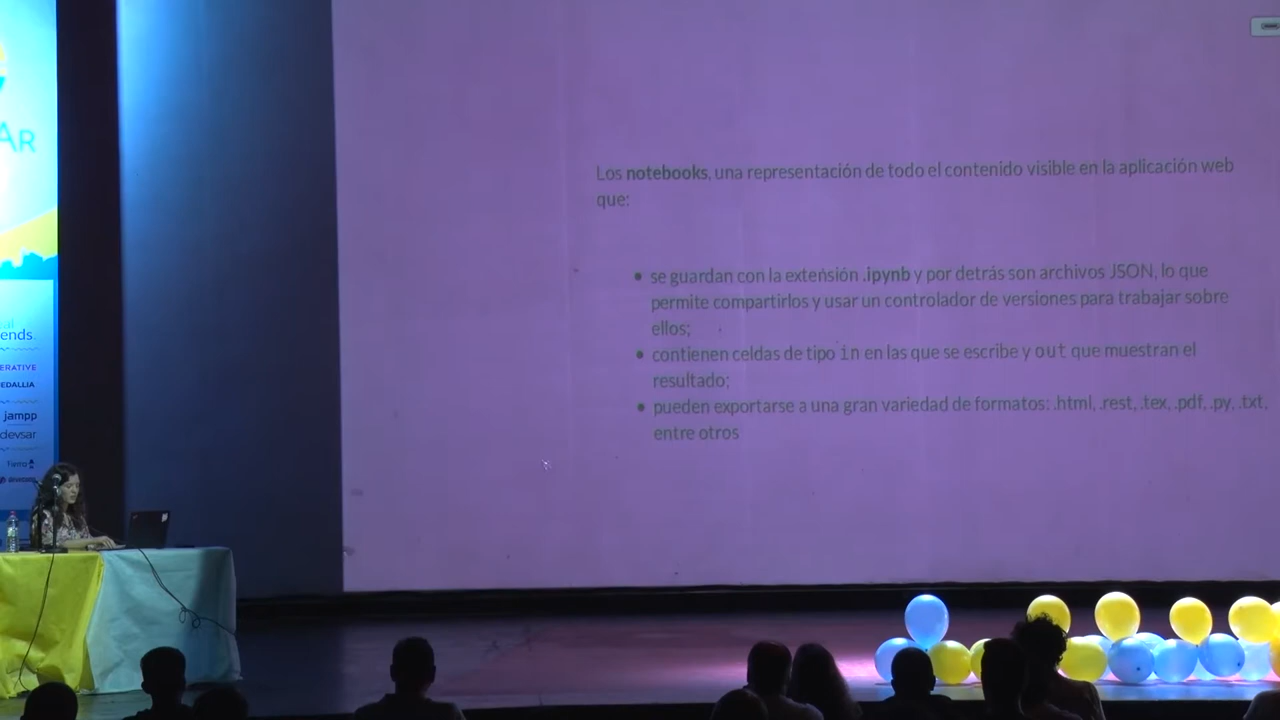 AR
ends.
ERATIVE
MEDALLIA
jampp
devsar
Fierro
Los notebooks, una representación de todo el contenido visible en la aplicación web
que:
se guardan con la extensión .ipynb y por detrás son archivos JSON, lo que
permite compartirlos y usar un controlador de versiones para trabajar sobre
ellos;
contienen celdas de tipo in en las que se escribe y out que muestran el
resultado;
pueden exportarse a una gran variedad de formatos: .html, .rest, .tex, .pdf, .py, .txt,
entre otros